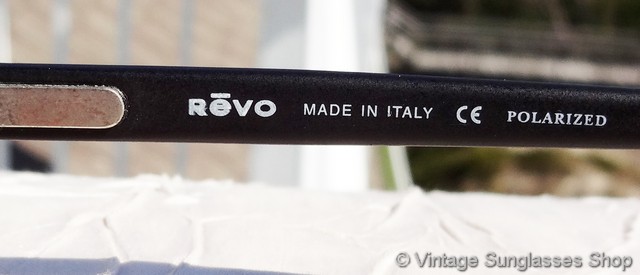 Rēvo MADE IN ITALY CE POLARIZED
© Vintage Sunglasses Shop